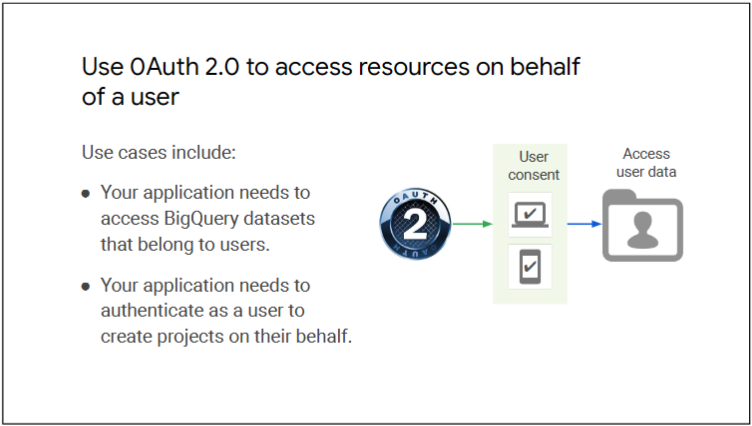 Use OAuth 2.0 to access resources on behalf
of a user
Use cases include:
● Your application needs to
access BigQuery datasets
that belong to users.
● Your application needs to
authenticate as a user to
create projects on their behalf.
OAUTH
2
OAUTH
User
consent
Access
user data